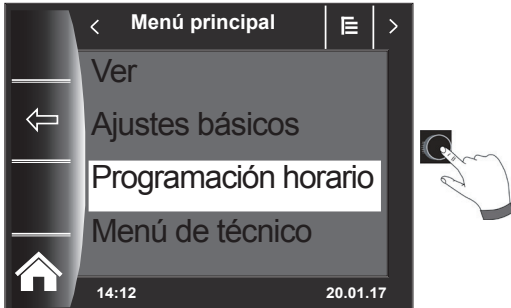 Menú principal
Ver
Ajustes básicos
Programación horario
Menú de técnico
14:12 20.01.17